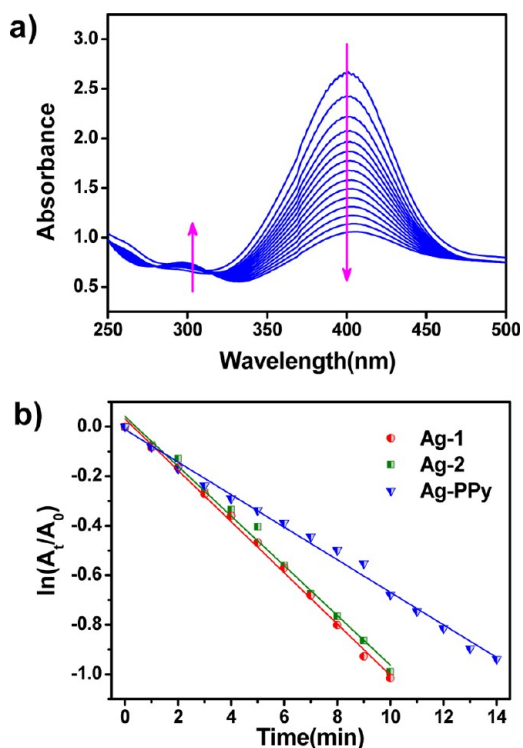 a)
Absorbance
3.0
2.5
2.0
1.5
1.0
0.5
250 300 350 400 450 500
Wavelength(nm)
b)
ln(At/A0)
0.0
-0.2
-0.4
-0.6
-0.8
-1.0
Ag-1
Ag-2
Ag-PPy
0 2 4 6 8 10 12 14
Time(min)